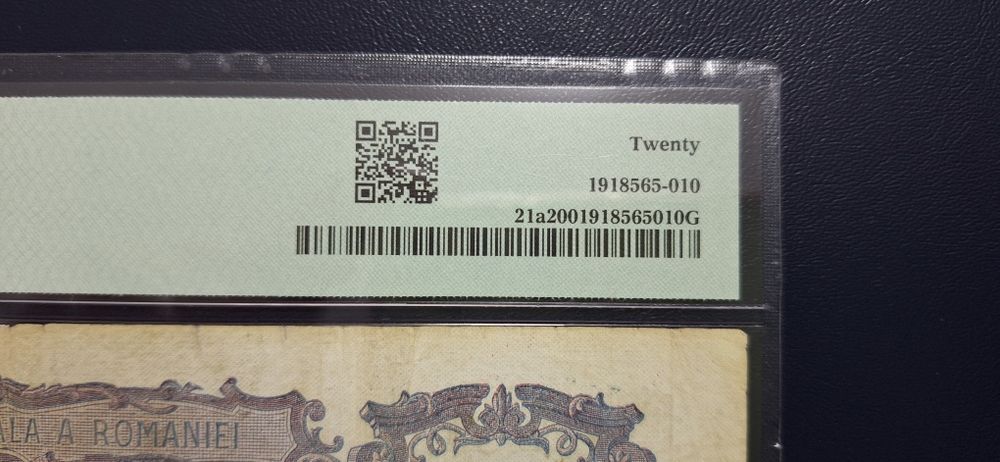 Twenty
1918565-010
21a2001918565010G
ALA A ROMANIEI